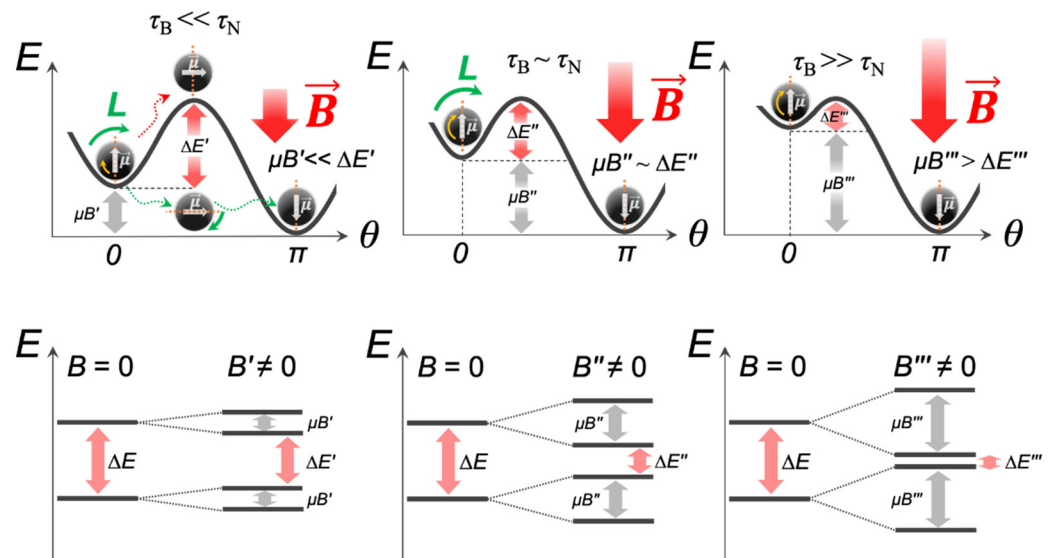 τB << τN
E
L
μ⃗
μ⃗
B⃗
ΔE'
μB' << ΔE'
μB'
μ⃗
μ⃗
0
π
θ
τB ~ τN
E
L
μ⃗
B⃗
ΔE''
μB'' ~ ΔE''
μB''
μ⃗
0
π
θ
τB >> τN
E
μ⃗
B⃗
ΔE'''
μB''' > ΔE'''
μB'''
μ⃗
0
π
θ
E
B = 0
B' ≠ 0
μB'
ΔE
ΔE'
μB'
E
B = 0
B'' ≠ 0
μB''
ΔE
ΔE''
μB''
E
B = 0
B''' ≠ 0
μB'''
ΔE
ΔE'''
μB'''